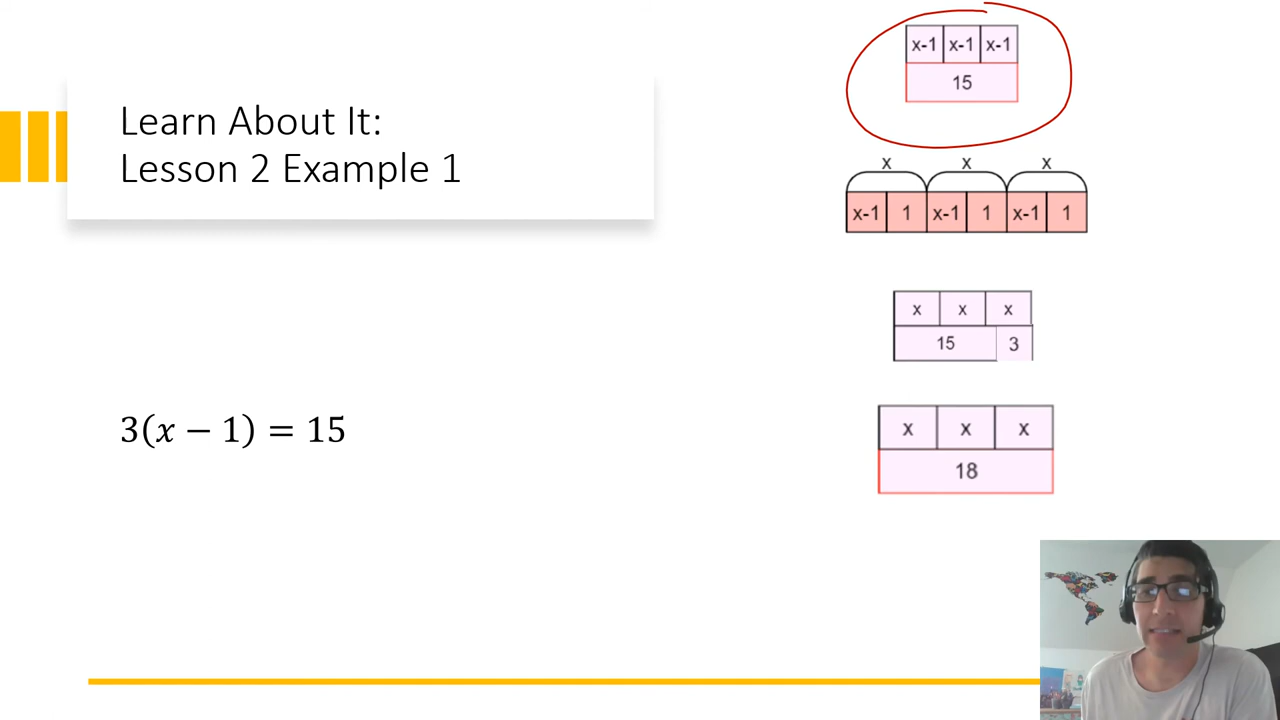 Learn About It:
Lesson 2 Example 1
3(x − 1) = 15
x-1 x-1 x-1
15
x x x
x-1 1 x-1 1 x-1 1
x x x
15 3
x x x
18